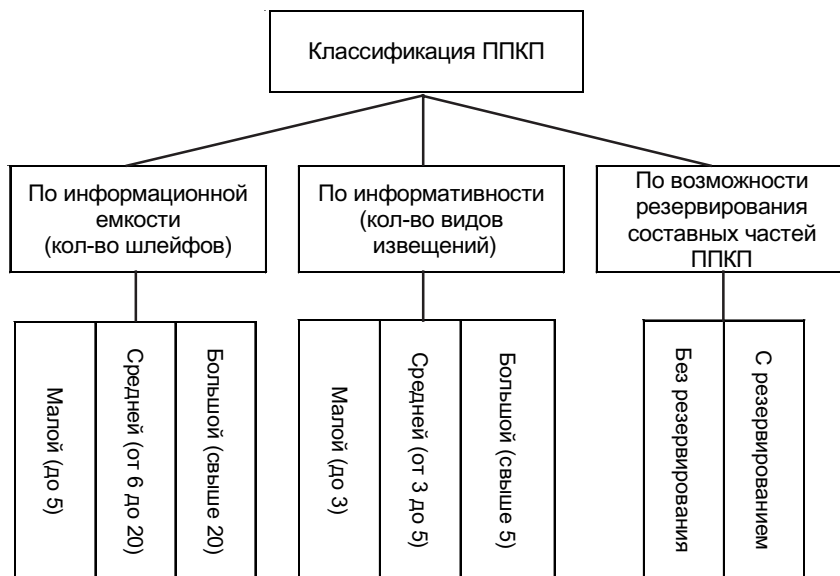 Классификация ППКП
По информационной
емкости
(кол-во шлейфов)
По информативности
(кол-во видов
извещений)
По возможности
резервирования
составных частей
ППКП
Малой (до 5)
Средней (от 6 до 20)
Большой (свыше 20)
Малой (до 3)
Средней (от 3 до 5)
Большой (свыше 5)
Без резервирования
С резервированием